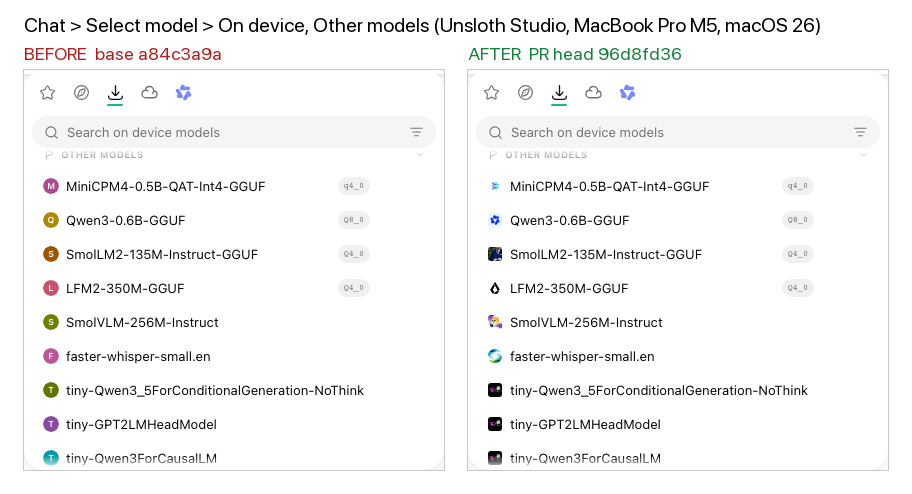 Chat > Select model > On device, Other models (Unsloth Studio, MacBook Pro M5, macOS 26)
BEFORE base a84c3a9a
Search on device models
OTHER MODELS
M MiniCPM4-0.5B-QAT-Int4-GGUF q4_0
Q Qwen3-0.6B-GGUF Q8_0
S SmolLM2-135M-Instruct-GGUF Q4_0
L LFM2-350M-GGUF Q4_0
S SmolVLM-256M-Instruct
F faster-whisper-small.en
T tiny-Qwen3_5ForConditionalGeneration-NoThink
T tiny-GPT2LMHeadModel
T tiny-Qwen3ForCausalLM
AFTER PR head 96d8fd36
Search on device models
OTHER MODELS
MiniCPM4-0.5B-QAT-Int4-GGUF q4_0
Qwen3-0.6B-GGUF Q8_0
SmolLM2-135M-Instruct-GGUF Q4_0
LFM2-350M-GGUF Q4_0
SmolVLM-256M-Instruct
faster-whisper-small.en
tiny-Qwen3_5ForConditionalGeneration-NoThink
tiny-GPT2LMHeadModel
tiny-Qwen3ForCausalLM